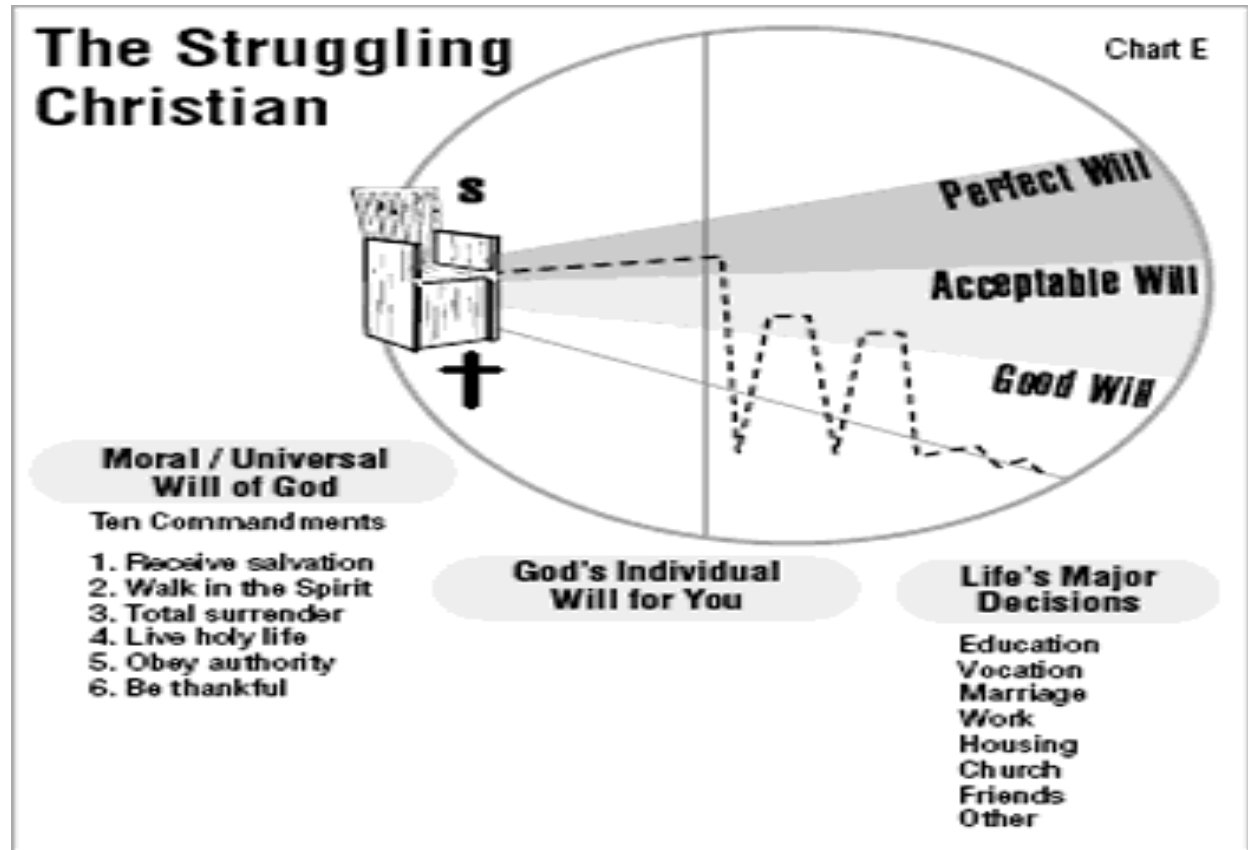 The Struggling
Christian
Chart E
S
Perfect Will
Acceptable Will
Good Will
Moral / Universal
Will of God
Ten Commandments
1. Receive salvation
2. Walk in the Spirit
3. Total surrender
4. Live holy life
5. Obey authority
6. Be thankful
God's Individual
Will for You
Life's Major
Decisions
Education
Vocation
Marriage
Work
Housing
Church
Friends
Other